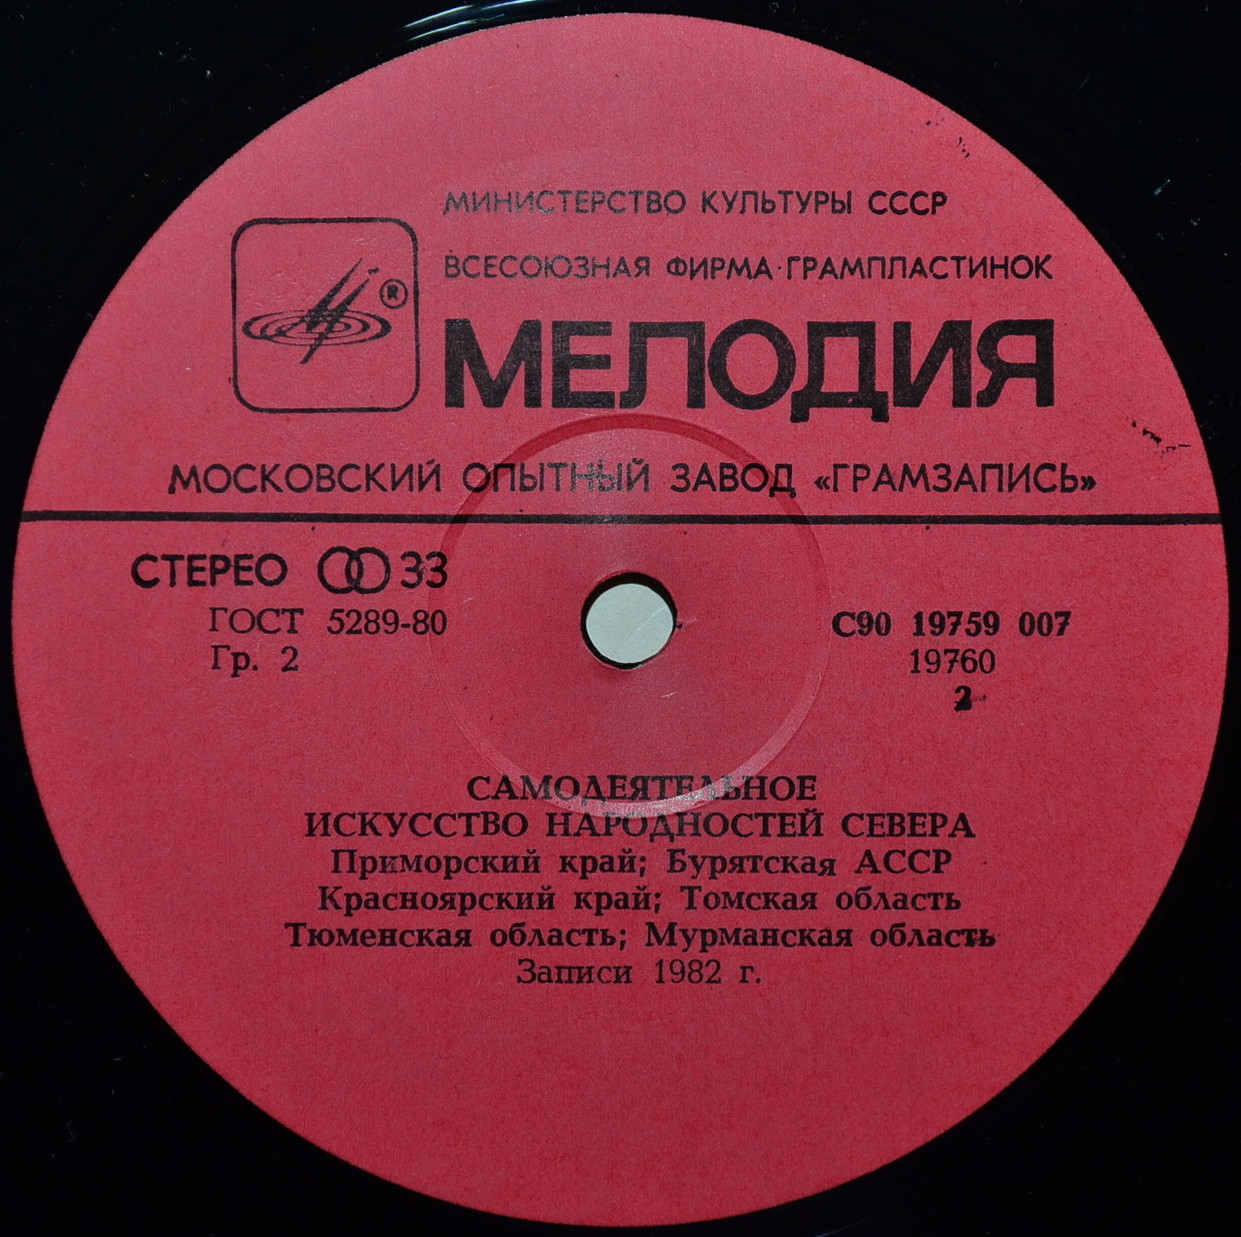 МИНИСТЕРСТВО КУЛЬТУРЫ СССР
ВСЕСОЮЗНАЯ ФИРМА ГРАМПЛАСТИНОК
®
МЕЛОДИЯ
МОСКОВСКИЙ ОПЫТНЫЙ ЗАВОД «ГРАМЗАПИСЬ»
СТЕРЕО 33
ГОСТ 5289-80
Гр. 2
С90 19759 007
19760
2
САМОДЕЯТЕЛЬНОЕ
ИСКУССТВО НАРОДНОСТЕЙ СЕВЕРА
Приморский край; Бурятская АССР
Красноярский край; Томская область
Тюменская область; Мурманская область
Записи 1982 г.